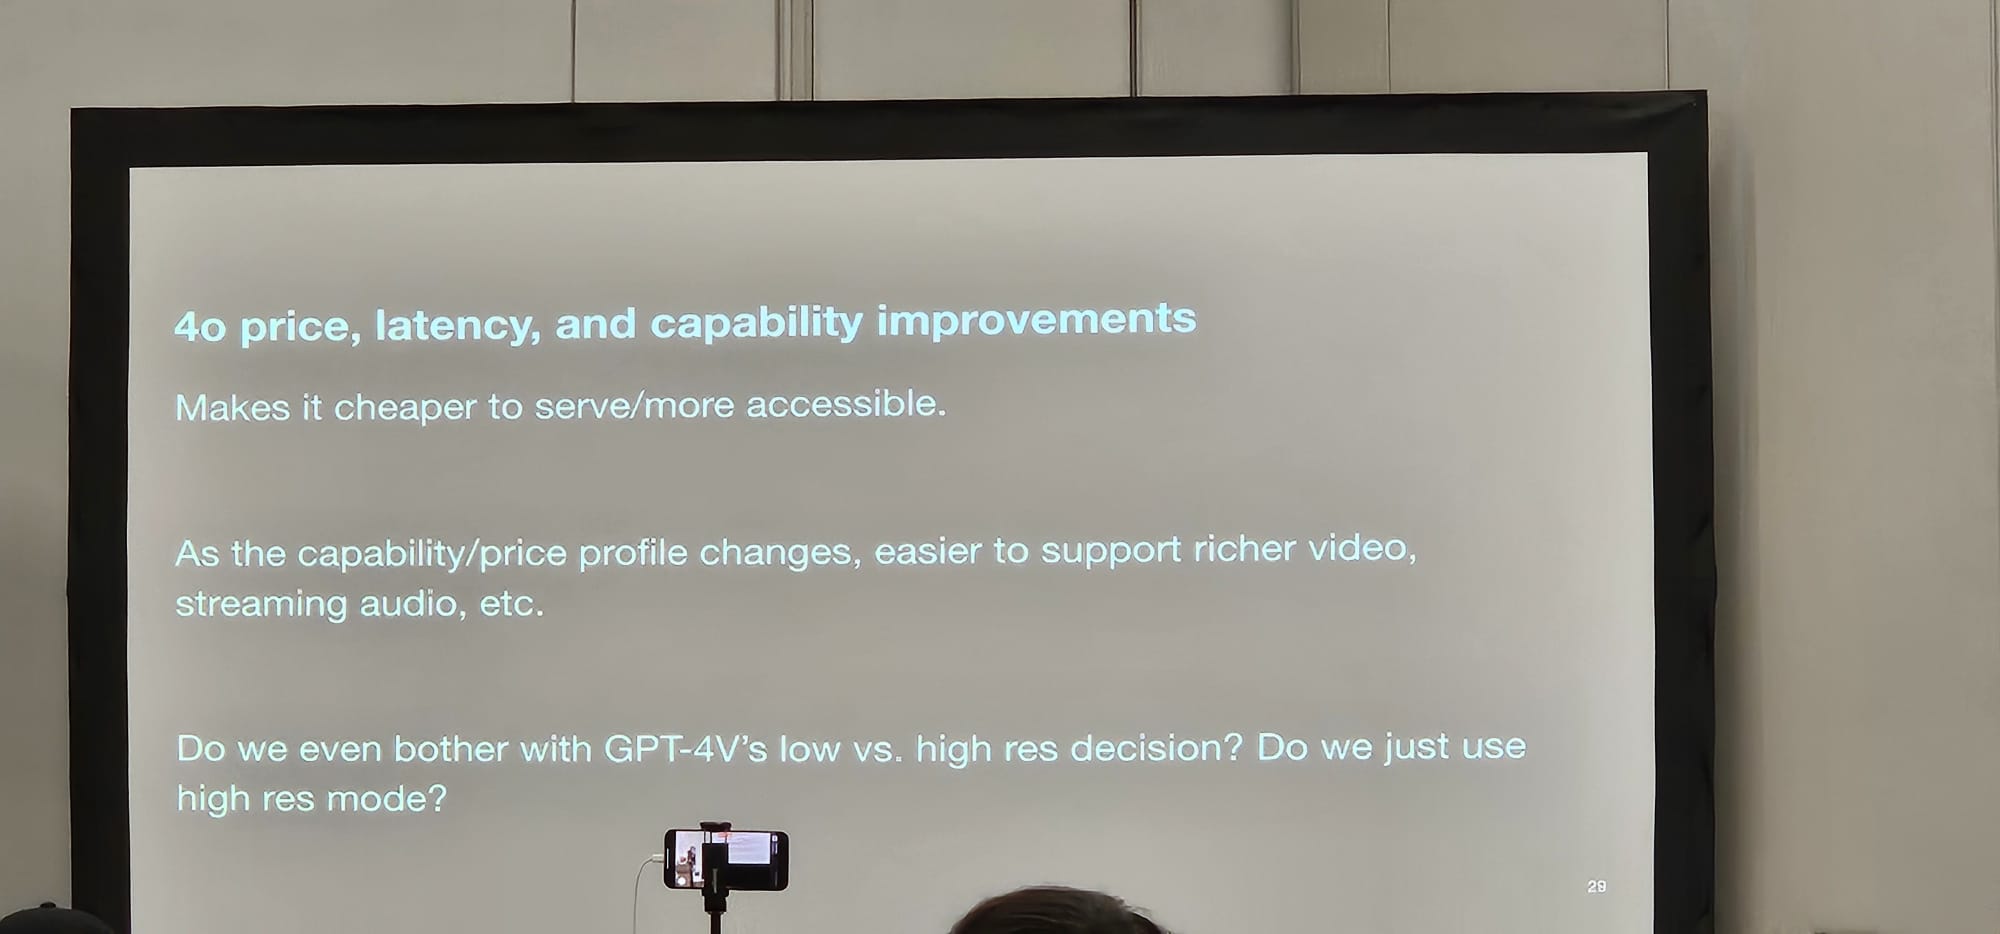 4o price, latency, and capability improvements
Makes it cheaper to serve/more accessible.
As the capability/price profile changes, easier to support richer video,
streaming audio, etc.
Do we even bother with GPT-4V's low vs. high res decision? Do we just use
high res mode?
29